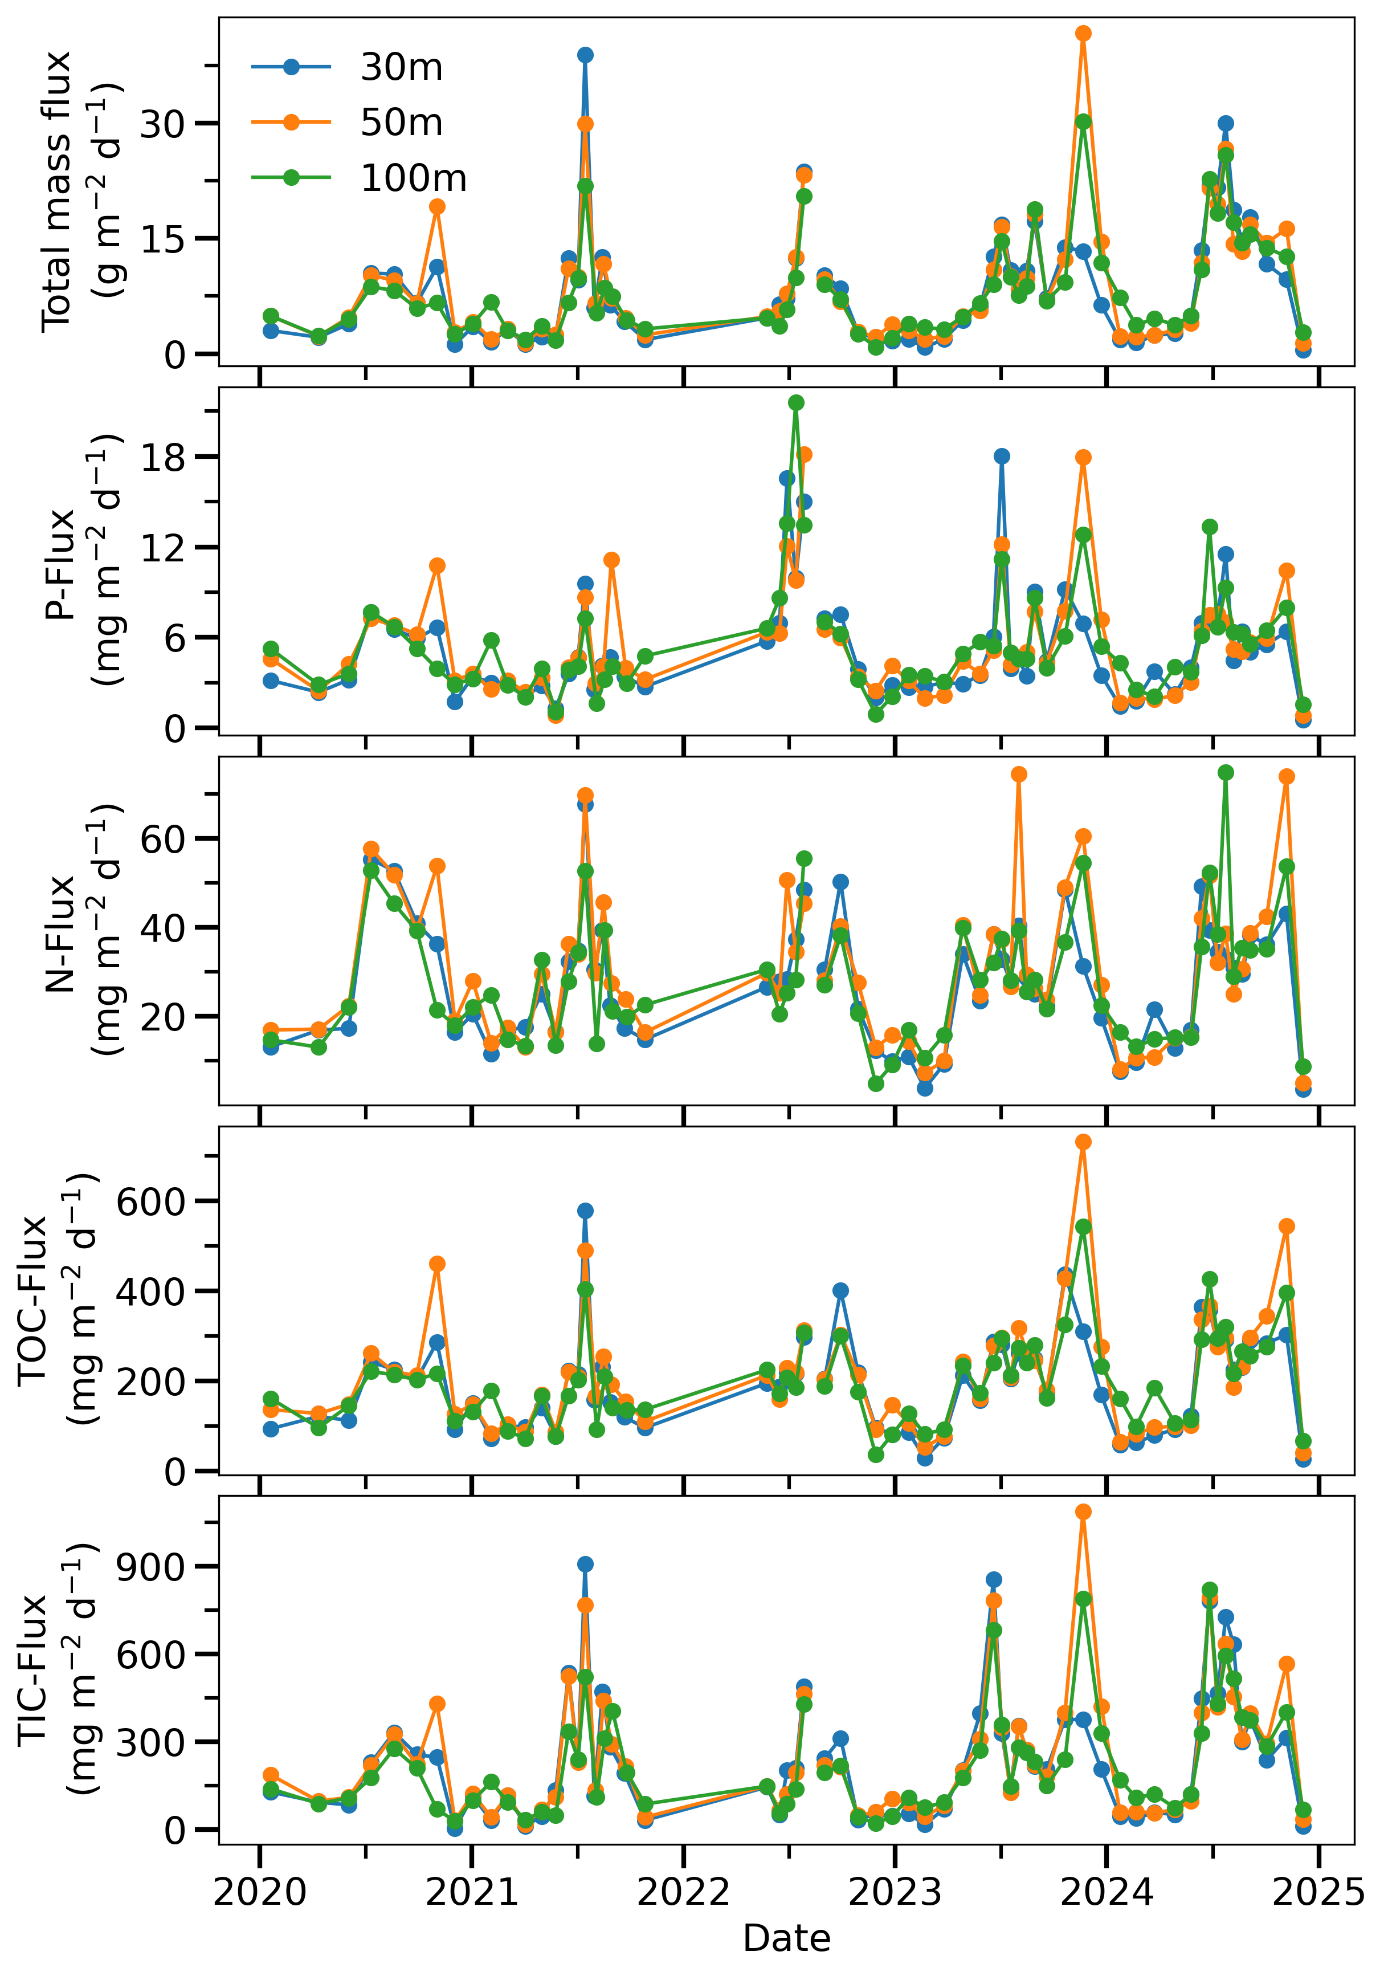 Total mass flux
(g m⁻² d⁻¹)
30
15
0
30m
50m
100m
P-Flux
(mg m⁻² d⁻¹)
18
12
6
0
N-Flux
(mg m⁻² d⁻¹)
60
40
20
TOC-Flux
(mg m⁻² d⁻¹)
600
400
200
0
TIC-Flux
(mg m⁻² d⁻¹)
900
600
300
0
2020 2021 2022 2023 2024 2025
Date